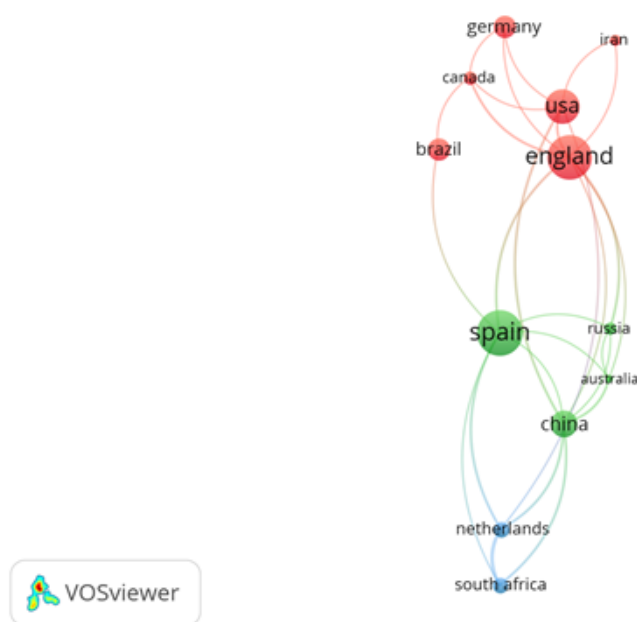 germany
iran
canada
usa
brazil
england
spain
russia
australia
china
netherlands
south africa
VOSviewer